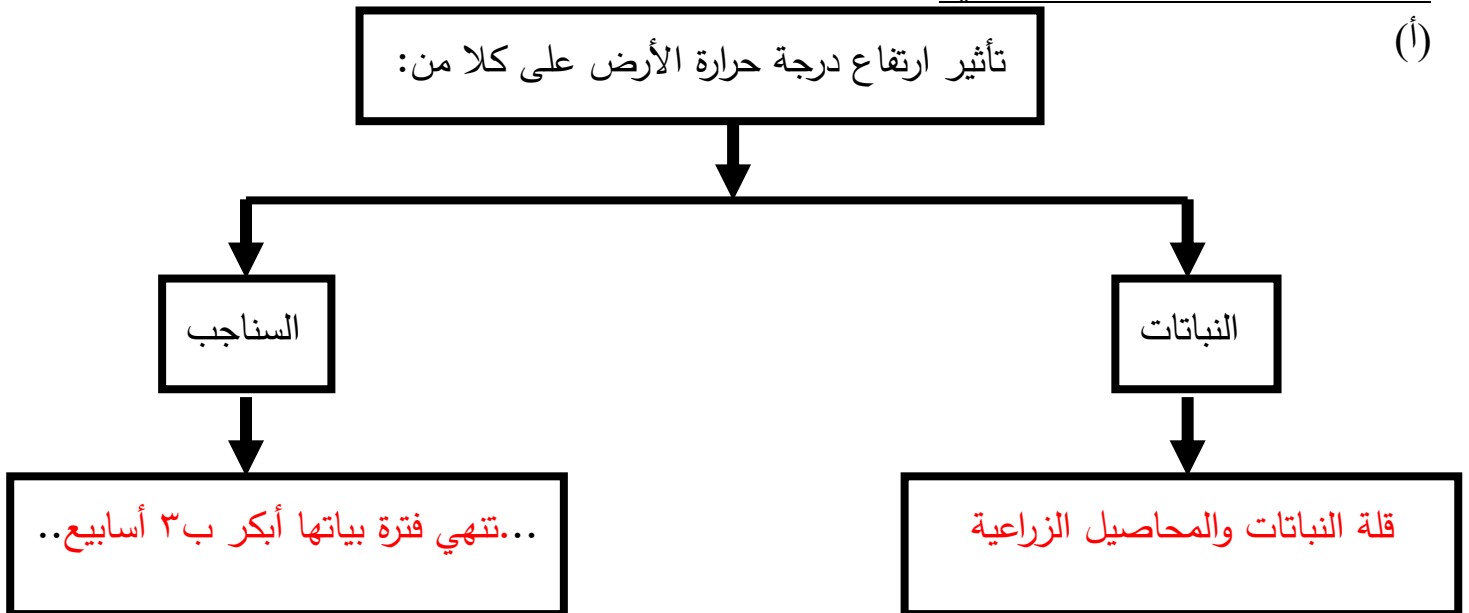 (أ)
تأثير ارتفاع درجة حرارة الأرض على كلا من:
النباتات
السناجب
قلة النباتات والمحاصيل الزراعية
...تنهي فترة بياتها أبكر ب٣ أسابيع..